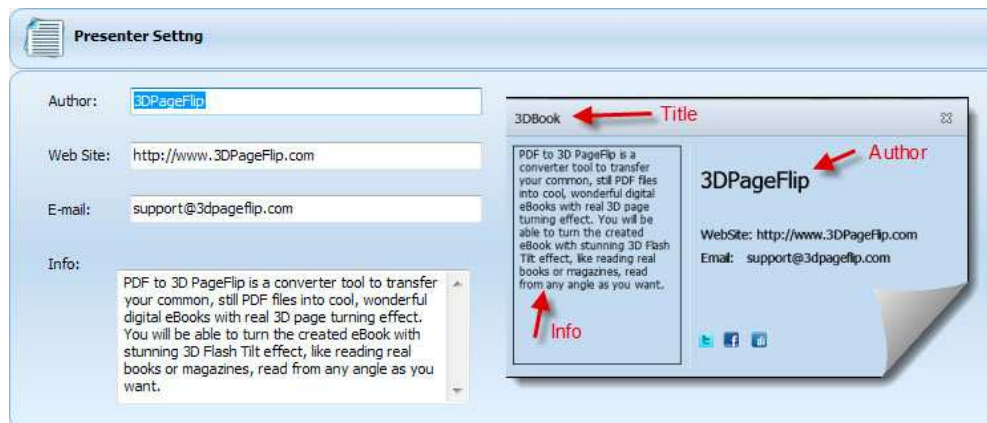 Presenter Settng
Author:
3DPageFlip
Web Site:
http://www.3DPageFlip.com
E-mail:
support@3dpageflip.com
Info:
PDF to 3D PageFlip is a converter tool to transfer
your common, still PDF files into cool, wonderful
digital eBooks with real 3D page turning effect.
You will be able to turn the created eBook with
stunning 3D Flash Tilt effect, like reading real
books or magazines, read from any angle as you
want.
3DBook
Title
PDF to 3D PageFlip is a
converter tool to transfer
your common, still PDF files
into cool, wonderful digital
eBooks with real 3D page
turning effect. You will be
able to turn the created
eBook with stunning 3D Flash
Tilt effect, like reading real
books or magazines, read
from any angle as you want.
Info
Author
3DPageFlip
WebSite: http://www.3DPageFlip.com
Email: support@3dpageflip.com